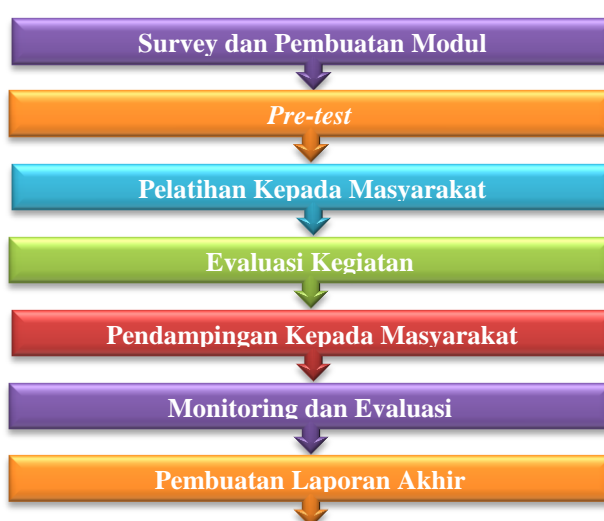 Survey dan Pembuatan Modul
Pre-test
Pelatihan Kepada Masyarakat
Evaluasi Kegiatan
Pendampingan Kepada Masyarakat
Monitoring dan Evaluasi
Pembuatan Laporan Akhir